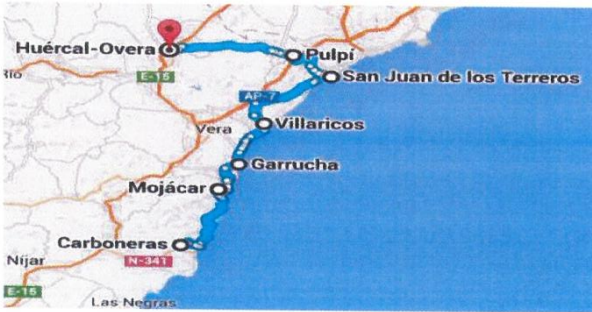 Huércal-Overa
Pulpí
San Juan de los Terreros
E-15
AP-7
Villaricos
Vera
Garrucha
Mojácar
Carboneras
Níjar
N-341
E-15
Las Negras